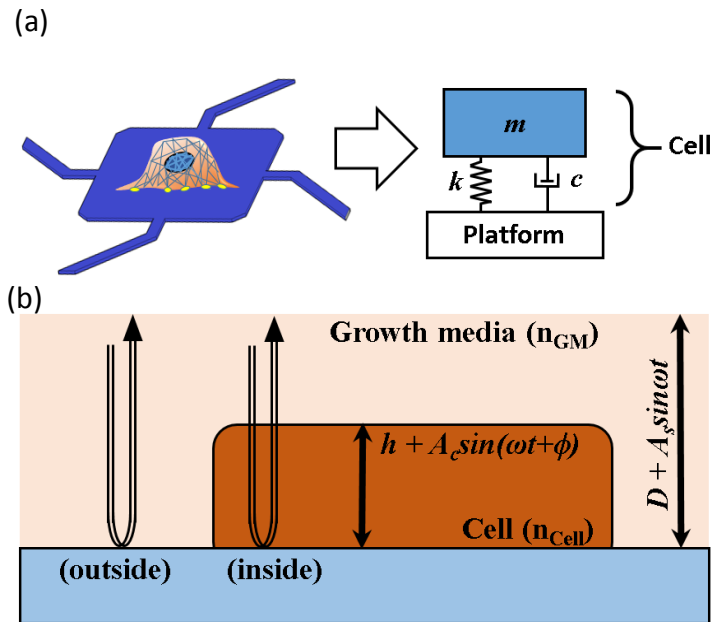 (a)
m
k
c
Cell
Platform
(b)
Growth media (n_GM)
h + A_c sin(ωt+ϕ)
D + A_s sinωt
Cell (n_Cell)
(outside)
(inside)